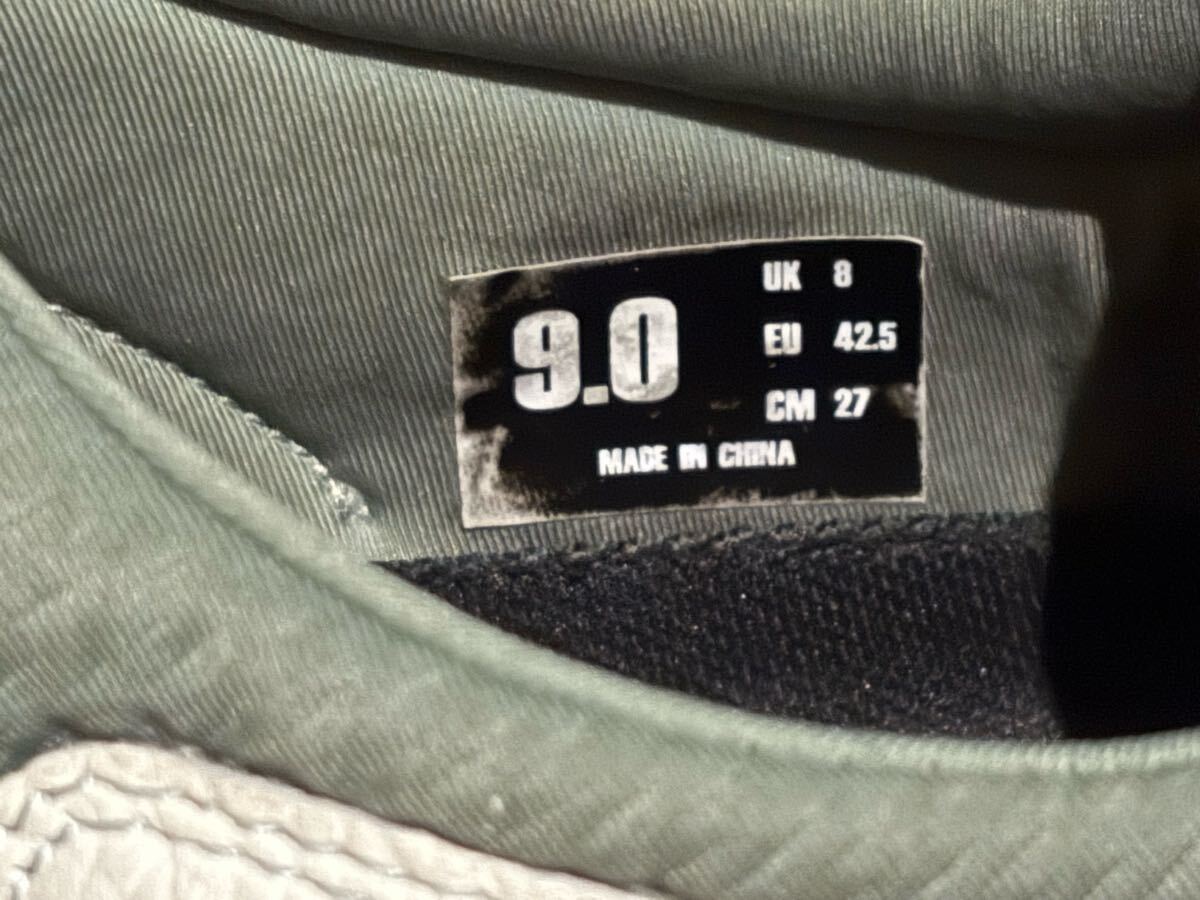 9.0
UK 8
EU 42.5
CM 27
MADE IN CHINA